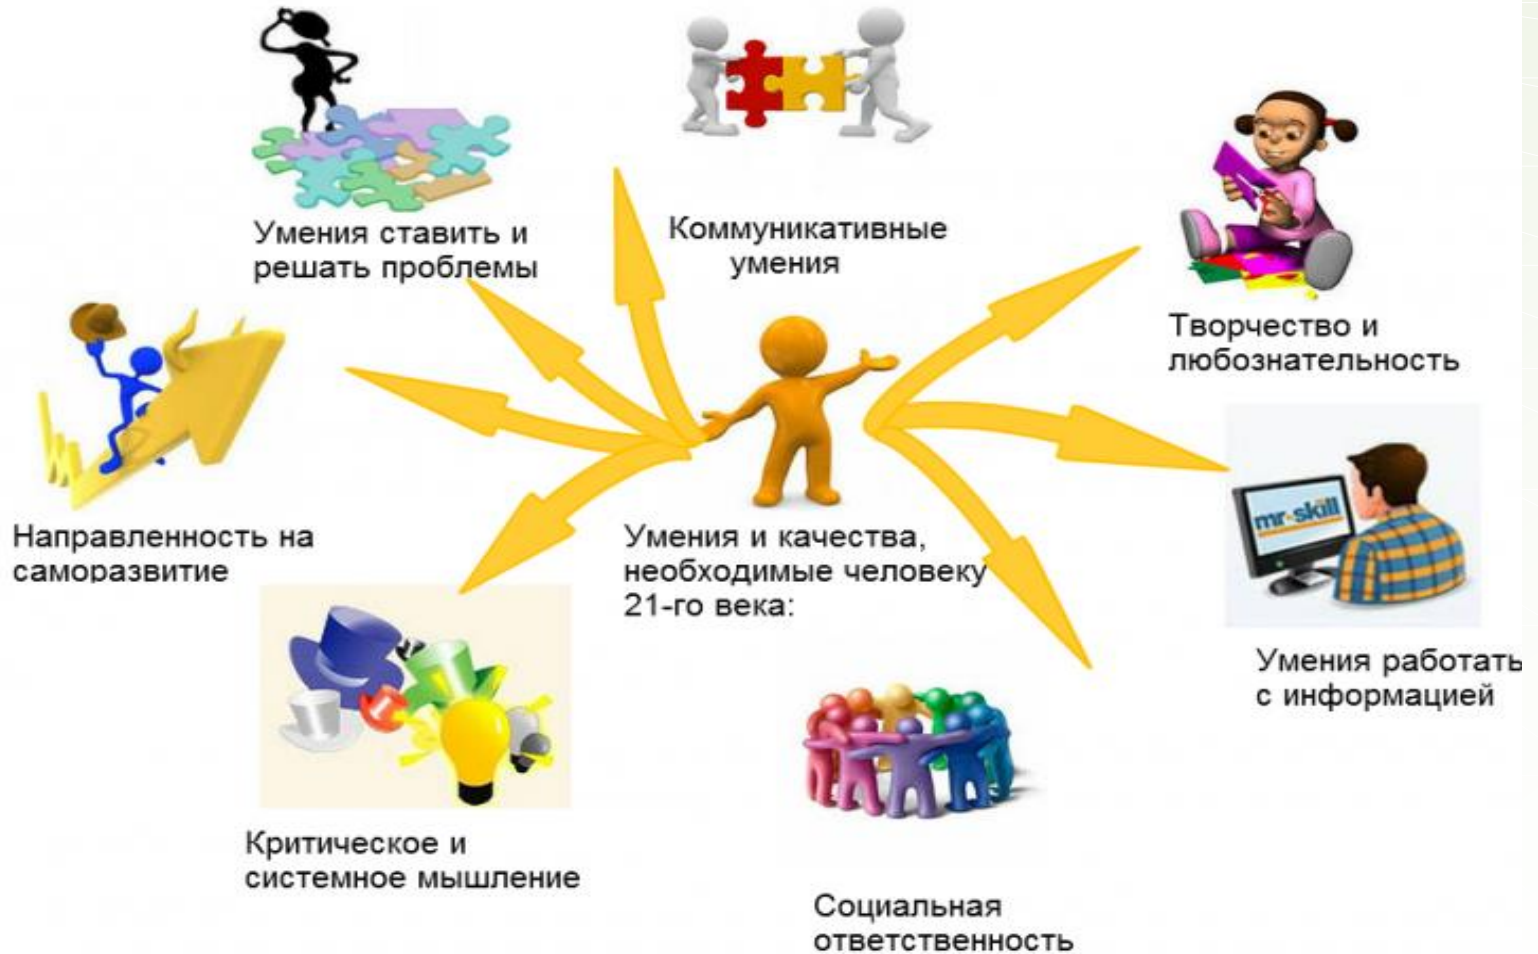 Умения ставить и
решать проблемы
Коммуникативные
умения
Творчество и
любознательность
Направленность на
саморазвитие
Умения и качества,
необходимые человеку
21-го века:
mr-skill
Умения работать
с информацией
Критическое и
системное мышление
Социальная
ответственность